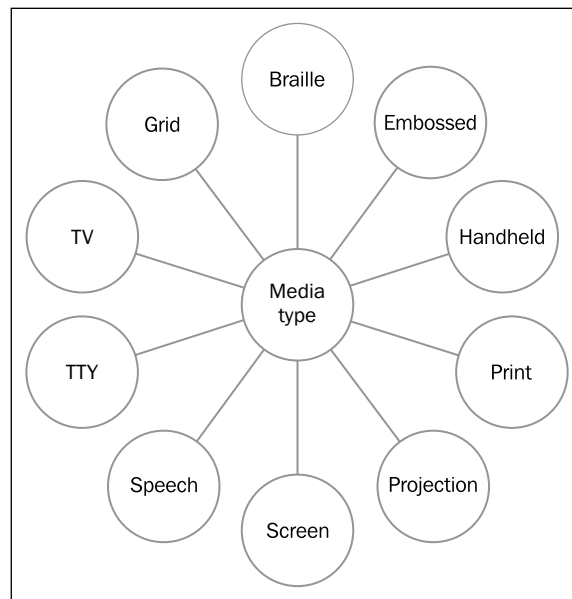 Braille
Embossed
Handheld
Print
Projection
Screen
Speech
TTY
TV
Grid
Media
type